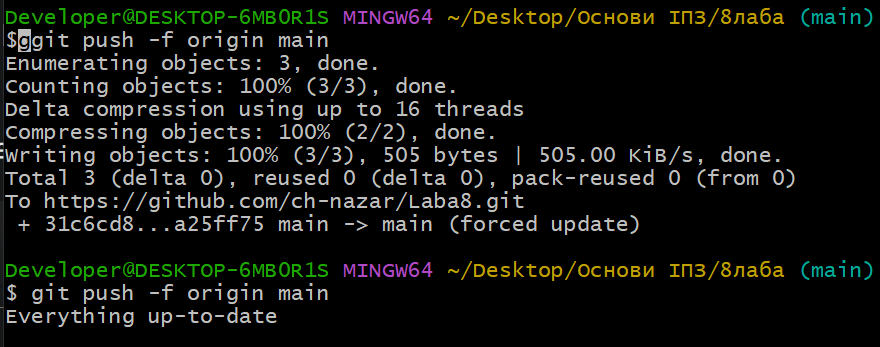 Developer@DESKTOP-6MB0R1S MINGW64 ~/Desktop/Основи ІПЗ/8лаба (main)
$ggit push -f origin main
Enumerating objects: 3, done.
Counting objects: 100% (3/3), done.
Delta compression using up to 16 threads
Compressing objects: 100% (2/2), done.
Writing objects: 100% (3/3), 505 bytes | 505.00 KiB/s, done.
Total 3 (delta 0), reused 0 (delta 0), pack-reused 0 (from 0)
To https://github.com/ch-nazar/Laba8.git
 + 31c6cd8...a25ff75 main -> main (forced update)
Developer@DESKTOP-6MB0R1S MINGW64 ~/Desktop/Основи ІПЗ/8лаба (main)
$ git push -f origin main
Everything up-to-date